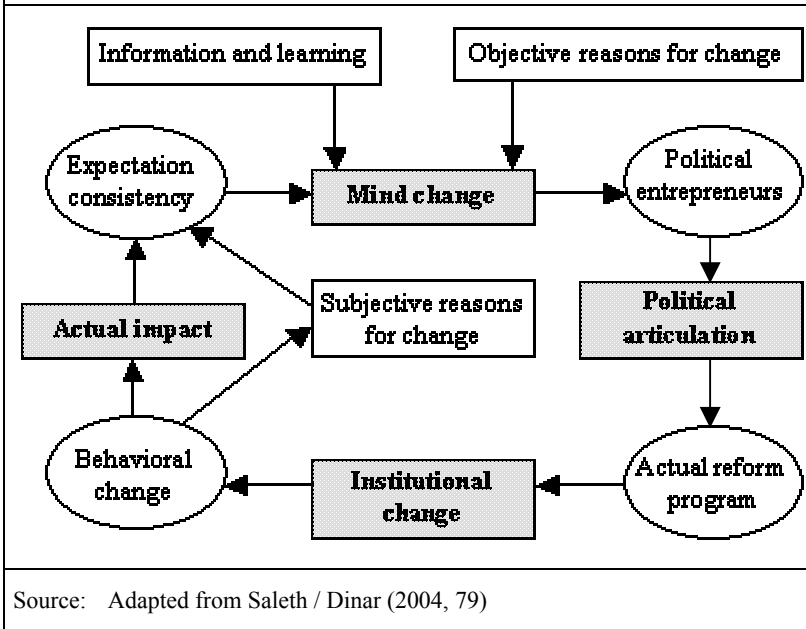 Information and learning
Objective reasons for change
Expectation
consistency
Mind change
Political
entrepreneurs
Actual impact
Subjective reasons
for change
Political
articulation
Behavioral
change
Institutional
change
Actual reform
program
Source: Adapted from Saleth / Dinar (2004, 79)